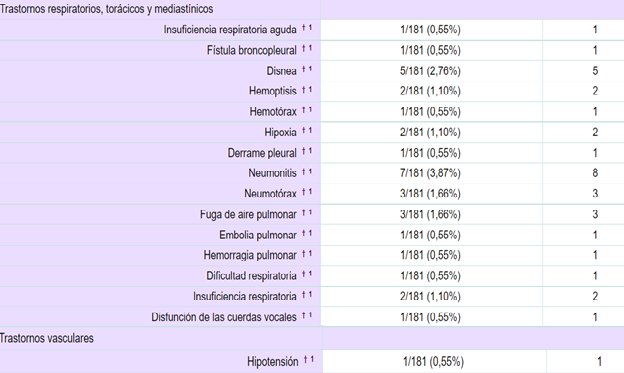 Trastornos respiratorios, torácicos y mediastínicos
Insuficiencia respiratoria aguda † 1 1/181 (0,55%) 1
Fístula broncopleural † 1 1/181 (0,55%) 1
Disnea † 1 5/181 (2,76%) 5
Hemoptisis † 1 2/181 (1,10%) 2
Hemotórax † 1 1/181 (0,55%) 1
Hipoxia † 1 2/181 (1,10%) 2
Derrame pleural † 1 1/181 (0,55%) 1
Neumonitis † 1 7/181 (3,87%) 8
Neumotórax † 1 3/181 (1,66%) 3
Fuga de aire pulmonar † 1 3/181 (1,66%) 3
Embolia pulmonar † 1 1/181 (0,55%) 1
Hemorragia pulmonar † 1 1/181 (0,55%) 1
Dificultad respiratoria † 1 1/181 (0,55%) 1
Insuficiencia respiratoria † 1 2/181 (1,10%) 2
Disfunción de las cuerdas vocales † 1 1/181 (0,55%) 1
Trastornos vasculares
Hipotensión † 1 1/181 (0,55%) 1